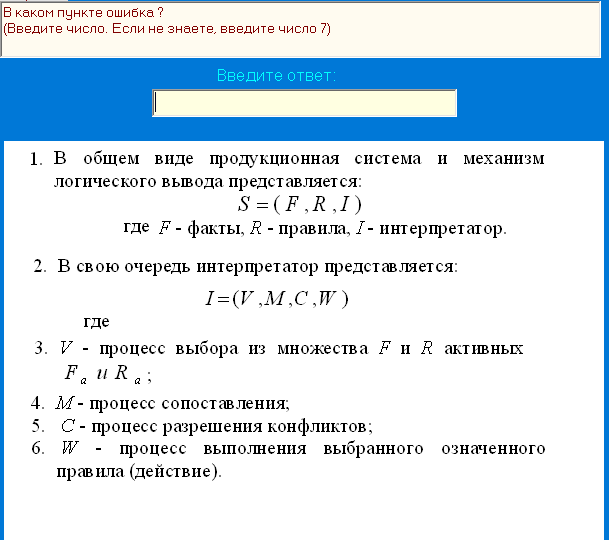 В каком пункте ошибка ?
(Введите число. Если не знаете, введите число 7)
Введите ответ:
1. В общем виде продукционная система и механизм
логического вывода представляется:
S = ( F , R , I )
где F - факты, R - правила, I - интерпретатор.
2. В свою очередь интерпретатор представляется:
I = (V , M , C , W )
где
3. V - процесс выбора из множества F и R активных
F a и R a ;
4. M - процесс сопоставления;
5. C - процесс разрешения конфликтов;
6. W - процесс выполнения выбранного означенного
правила (действие).